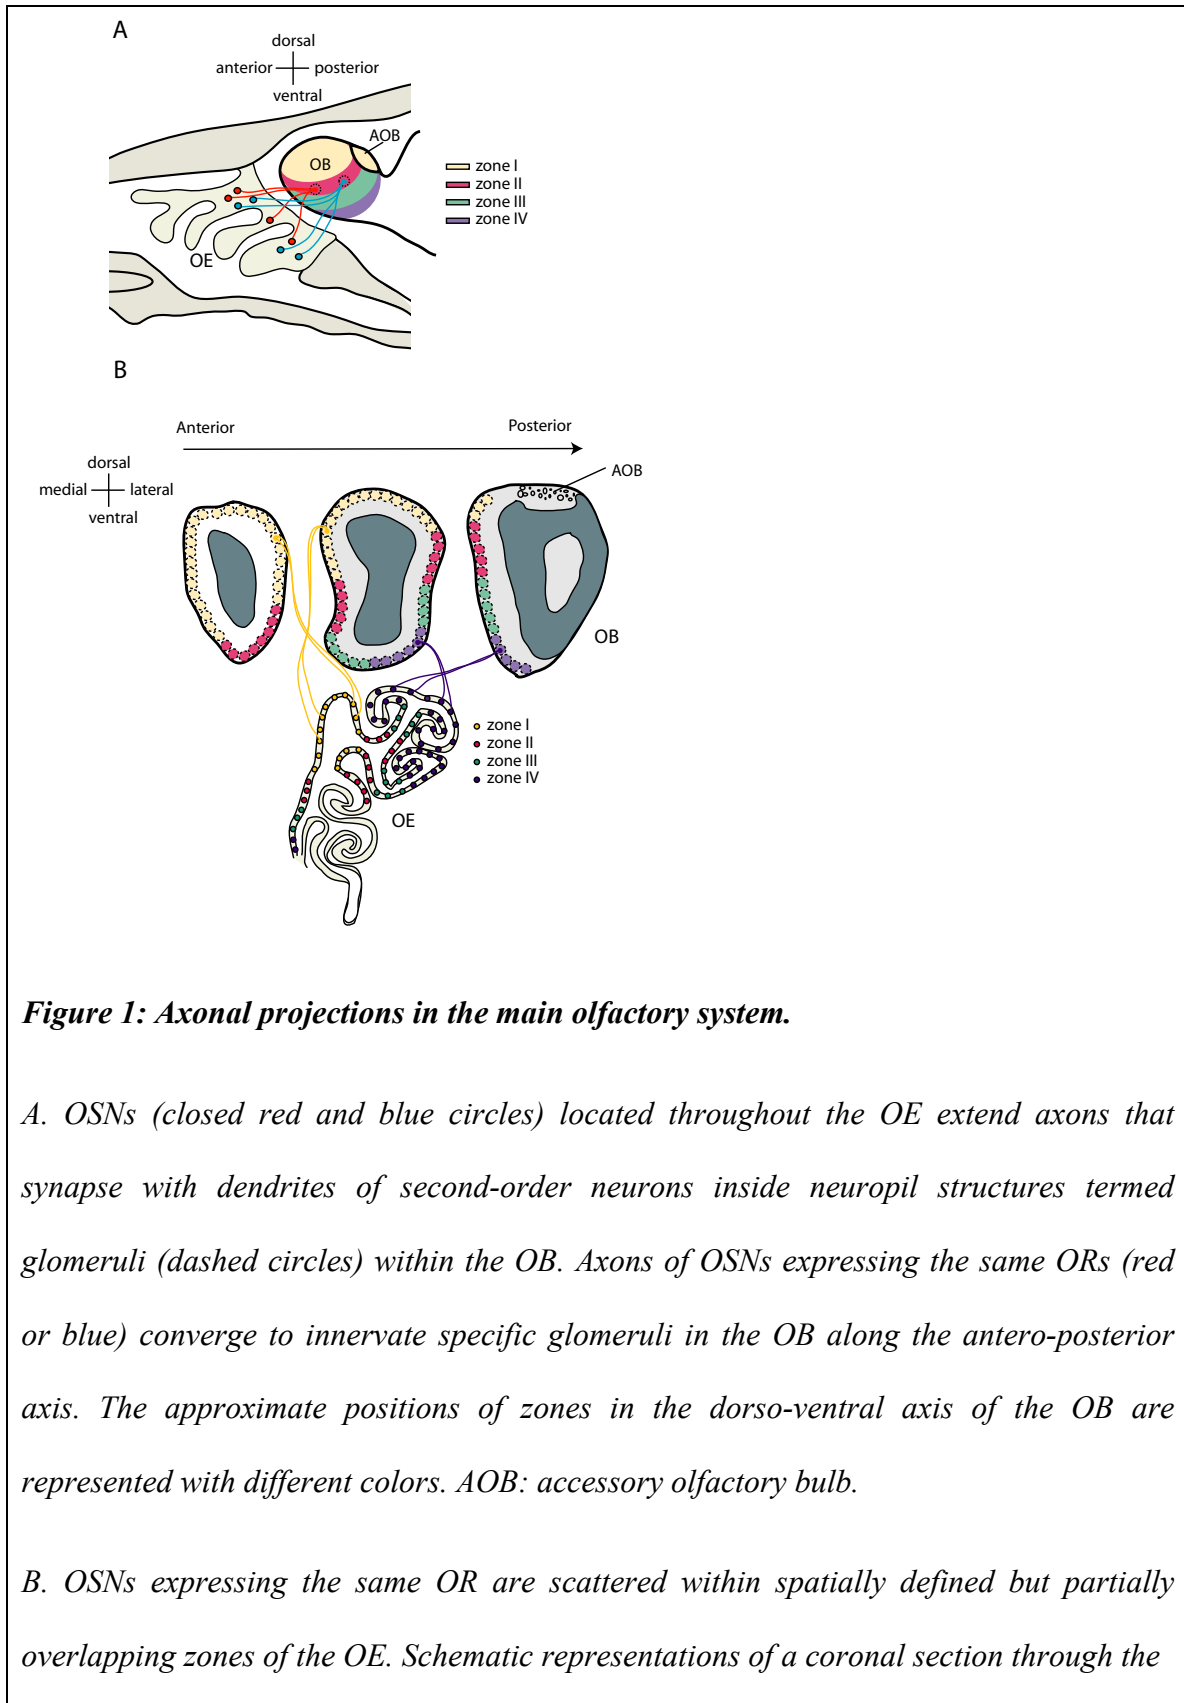 A
dorsal
anterior posterior
ventral
AOB
OB
zone I
zone II
zone III
zone IV
OE
B
Anterior Posterior
dorsal
medial lateral
ventral
AOB
OB
zone I
zone II
zone III
zone IV
OE
Figure 1: Axonal projections in the main olfactory system.
A. OSNs (closed red and blue circles) located throughout the OE extend axons that
synapse with dendrites of second-order neurons inside neuropil structures termed
glomeruli (dashed circles) within the OB. Axons of OSNs expressing the same ORs (red
or blue) converge to innervate specific glomeruli in the OB along the antero-posterior
axis. The approximate positions of zones in the dorso-ventral axis of the OB are
represented with different colors. AOB: accessory olfactory bulb.
B. OSNs expressing the same OR are scattered within spatially defined but partially
overlapping zones of the OE. Schematic representations of a coronal section through the